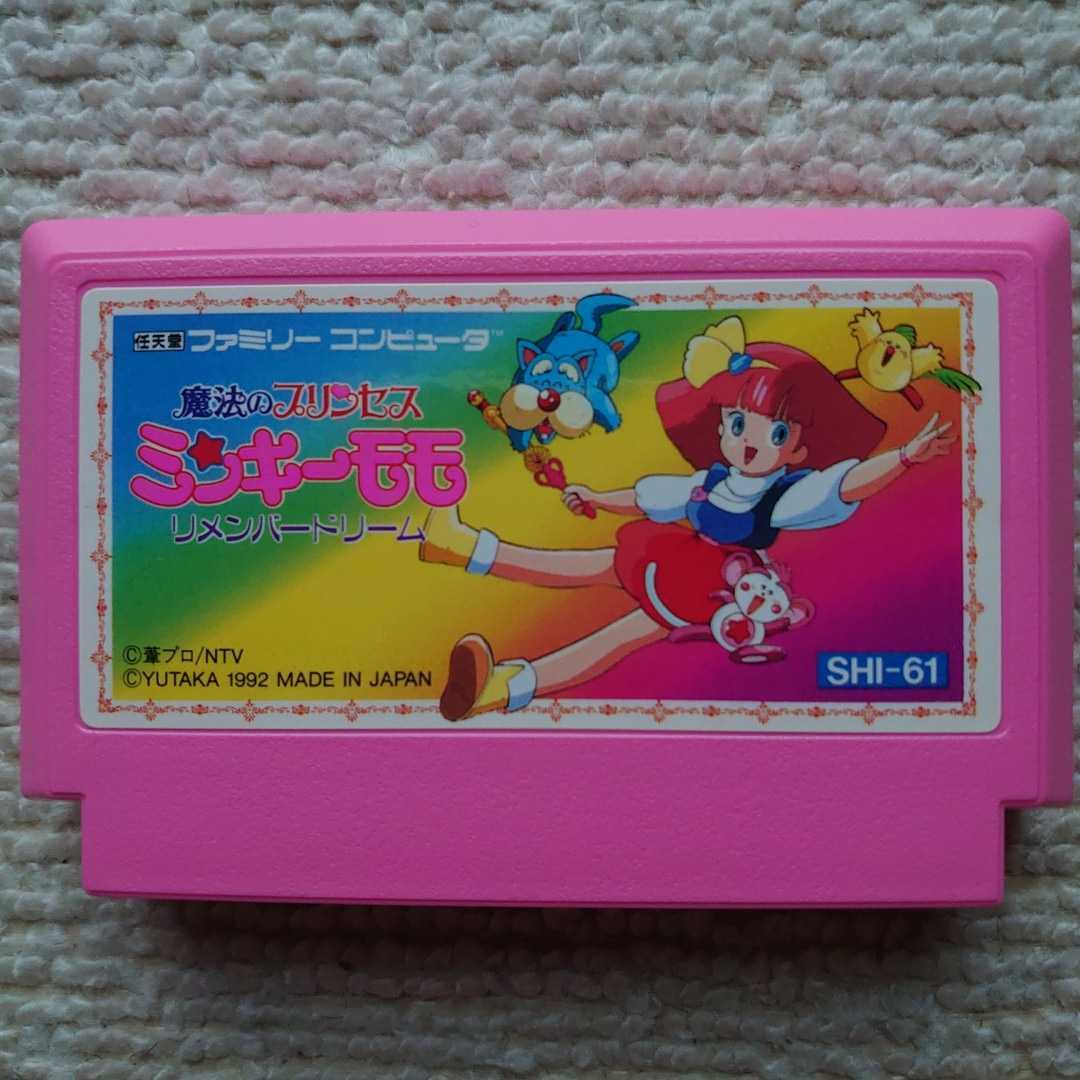 任天堂 ファミリー コンピュータ™
魔法のプリンセス
ミンキーモモ
リメンバードリーム
©葦プロ/NTV
©YUTAKA 1992 MADE IN JAPAN
SHI-61